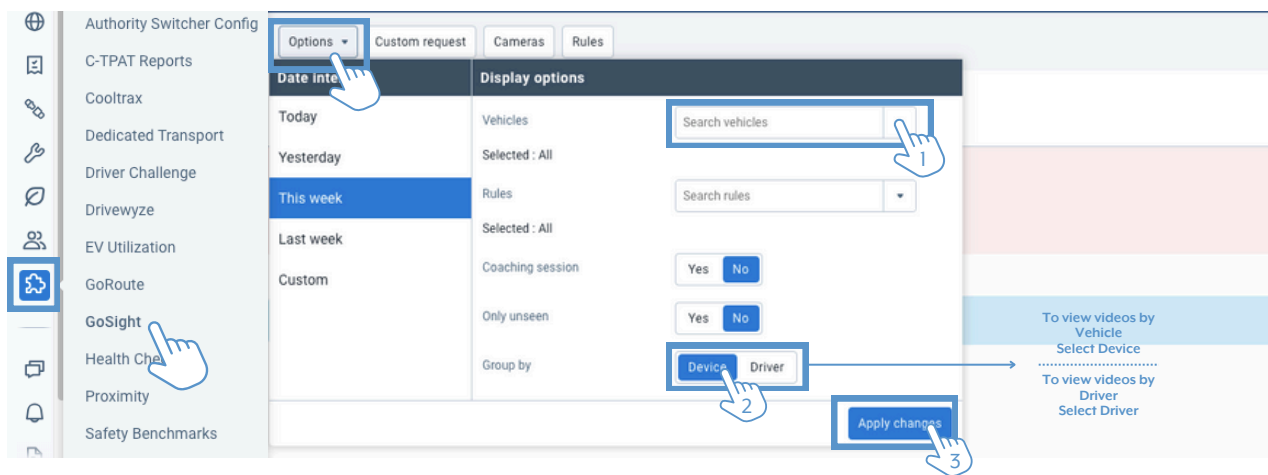 Authority Switcher Config
C-TPAT Reports
Cooltrax
Dedicated Transport
Driver Challenge
Drivewyze
EV Utilization
GoRoute
GoSight
Proximity
Safety Benchmarks
Options
Custom request
Cameras
Rules
Date
Today
Yesterday
This week
Last week
Custom
Display options
Vehicles
Search vehicles
1
Selected : All
Rules
Search rules
Selected : All
Coaching session
Yes No
Only unseen
Yes No
Group by
Device Driver
2
Apply changes
3
To view videos by
Vehicle
Select Device
To view videos by
Driver
Select Driver